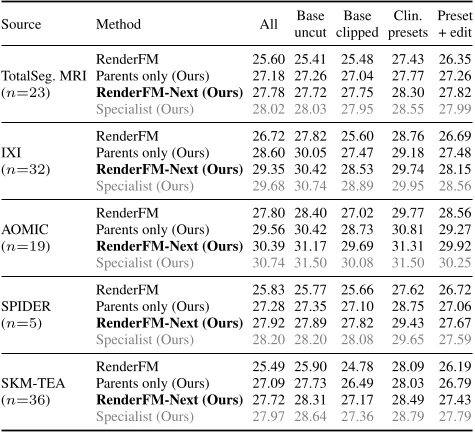 Source Method All Base uncut Base clipped Clin. presets Preset + edit
RenderFM 25.60 25.41 25.48 27.43 26.35
TotalSeg. MRI Parents only (Ours) 27.18 27.26 27.04 27.77 27.26
(n=23) RenderFM-Next (Ours) 27.78 27.72 27.75 28.30 27.82
Specialist (Ours) 28.02 28.03 27.95 28.55 27.99
RenderFM 26.72 27.82 25.60 28.76 26.69
IXI Parents only (Ours) 28.60 30.05 27.47 29.18 27.48
(n=32) RenderFM-Next (Ours) 29.35 30.42 28.53 29.74 28.15
Specialist (Ours) 29.68 30.74 28.89 29.95 28.56
RenderFM 27.80 28.40 27.02 29.77 28.56
AOMIC Parents only (Ours) 29.56 30.42 28.73 30.81 29.27
(n=19) RenderFM-Next (Ours) 30.39 31.17 29.69 31.31 29.92
Specialist (Ours) 30.74 31.50 30.08 31.50 30.25
RenderFM 25.83 25.77 25.66 27.62 26.72
SPIDER Parents only (Ours) 27.28 27.35 27.10 28.75 27.06
(n=5) RenderFM-Next (Ours) 27.92 27.89 27.82 29.43 27.67
Specialist (Ours) 28.20 28.20 28.08 29.65 27.59
RenderFM 25.49 25.90 24.78 28.09 26.19
SKM-TEA Parents only (Ours) 27.09 27.73 26.49 28.03 26.79
(n=36) RenderFM-Next (Ours) 27.72 28.31 27.17 28.49 27.43
Specialist (Ours) 27.97 28.64 27.36 28.79 27.79